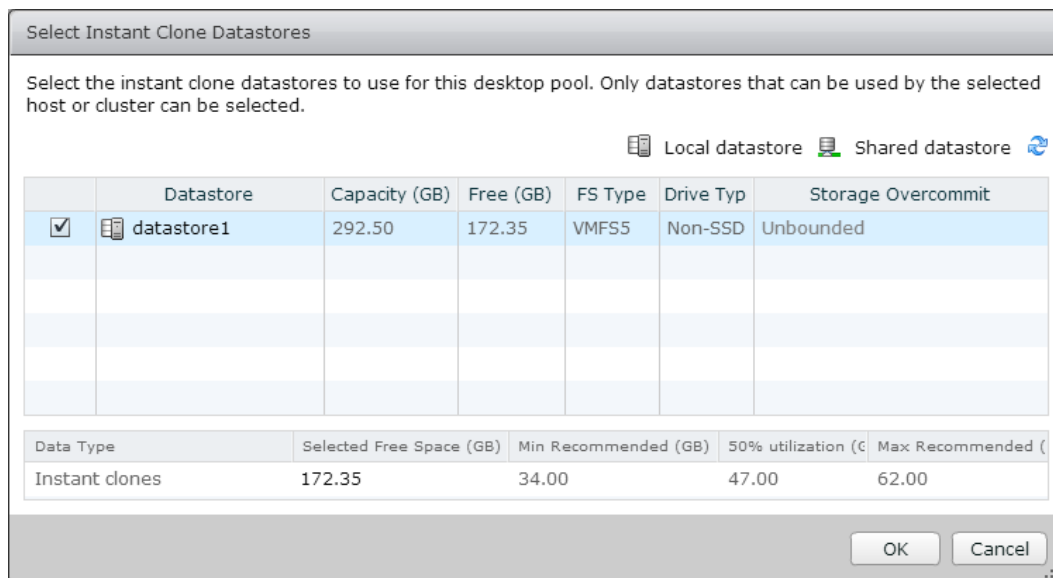 Select Instant Clone Datastores
Select the instant clone datastores to use for this desktop pool. Only datastores that can be used by the selected
host or cluster can be selected.
Local datastore Shared datastore
Datastore Capacity (GB) Free (GB) FS Type Drive Typ Storage Overcommit
datastore1 292.50 172.35 VMFS5 Non-SSD Unbounded
Data Type Selected Free Space (GB) Min Recommended (GB) 50% utilization (G Max Recommended (
Instant clones 172.35 34.00 47.00 62.00
OK Cancel